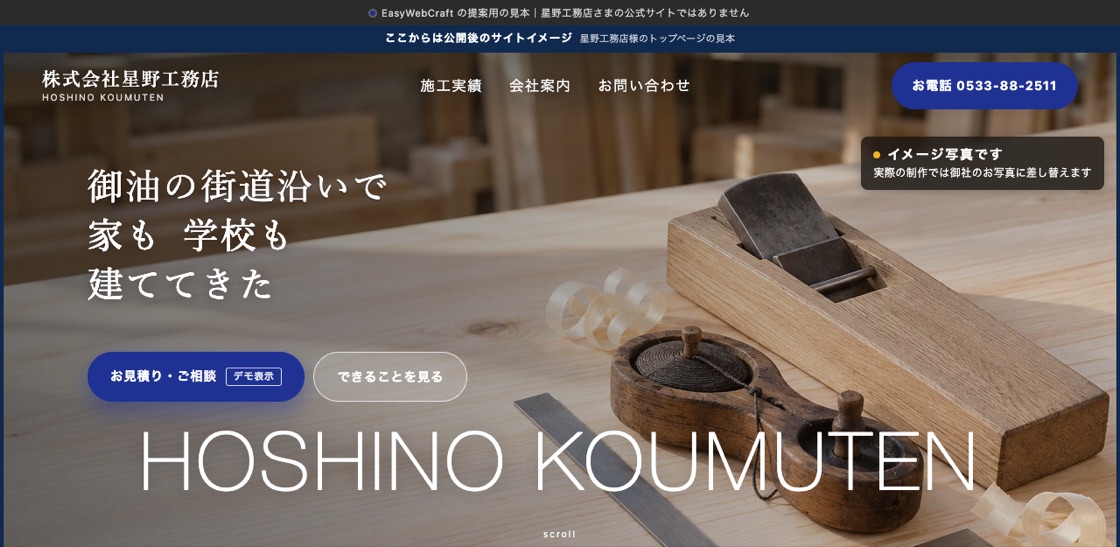 EasyWebCraft の提案用の見本｜星野工務店さまの公式サイトではありません
ここからは公開後のサイトイメージ 星野工務店様のトップページの見本
株式会社星野工務店
HOSHINO KOUMUTEN
施工実績 会社案内 お問い合わせ
お電話 0533-88-2511
イメージ写真です
実際の制作では御社のお写真に差し替えます
御油の街道沿いで
家も 学校も
建ててきた
お見積り・ご相談 デモ表示
できることを見る
HOSHINO KOUMUTEN
scroll